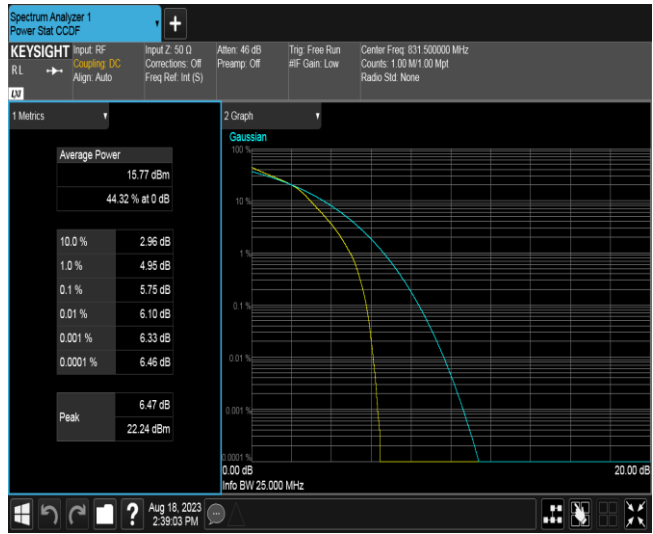 Spectrum Analyzer 1
Power Stat CCDF
KEYSIGHT
RL
LXI
Input: RF
Coupling: DC
Align: Auto
Input Z: 50 Ω
Corrections: Off
Freq Ref: Int (S)
Atten: 46 dB
Preamp: Off
Trig: Free Run
#IF Gain: Low
Center Freq: 831.500000 MHz
Counts: 1.00 M/1.00 Mpt
Radio Std: None
1 Metrics
Average Power
15.77 dBm
44.32 % at 0 dB
10.0 % 2.96 dB
1.0 % 4.95 dB
0.1 % 5.75 dB
0.01 % 6.10 dB
0.001 % 6.33 dB
0.0001 % 6.46 dB
Peak
6.47 dB
22.24 dBm
2 Graph
Gaussian
100 %
10 %
1 %
0.1 %
0.01 %
0.001 %
0.0001 %
0.00 dB 20.00 dB
Info BW 25.000 MHz
?
Aug 18, 2023
2:39:03 PM